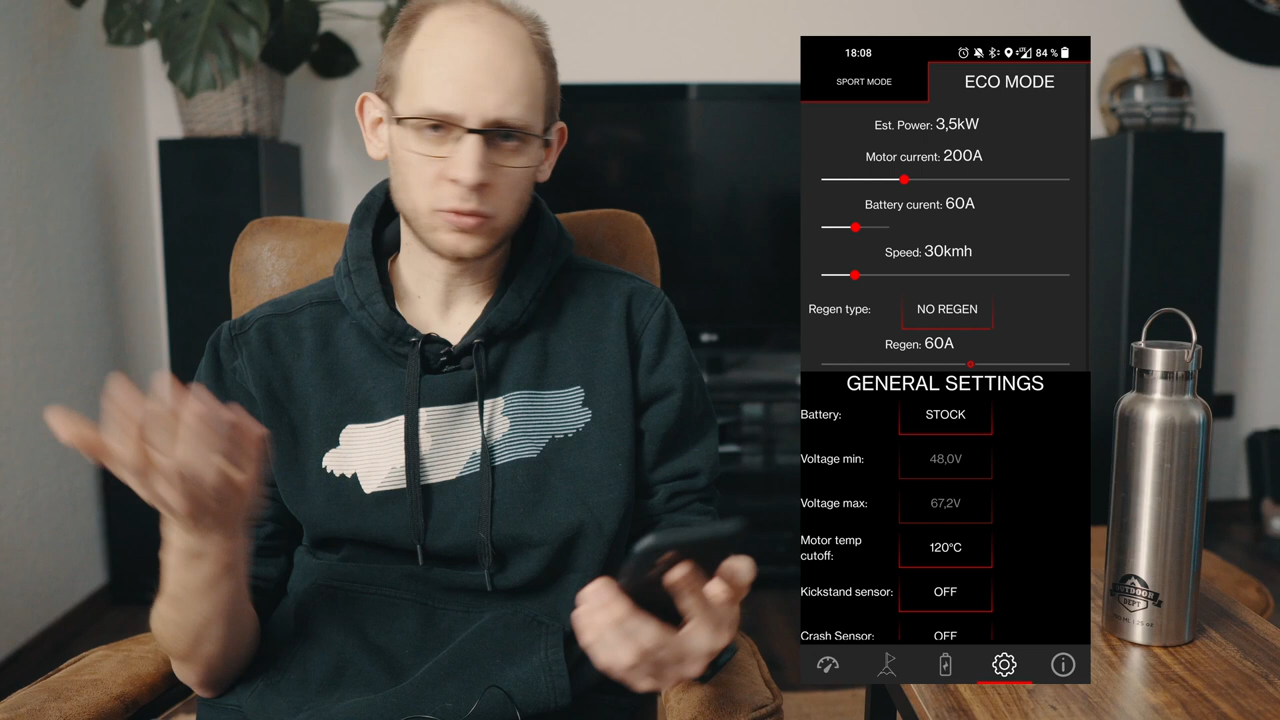 18:08
84 %
SPORT MODE
ECO MODE
Est. Power: 3,5kW
Motor current: 200A
Battery curent: 60A
Speed: 30kmh
Regen type: NO REGEN
Regen: 60A
GENERAL SETTINGS
Battery: STOCK
Voltage min: 48,0V
Voltage max: 67,2V
Motor temp
cutoff: 120°C
Kickstand sensor: OFF
Crash Sensor: OFF
OUTDOOR
DEPT